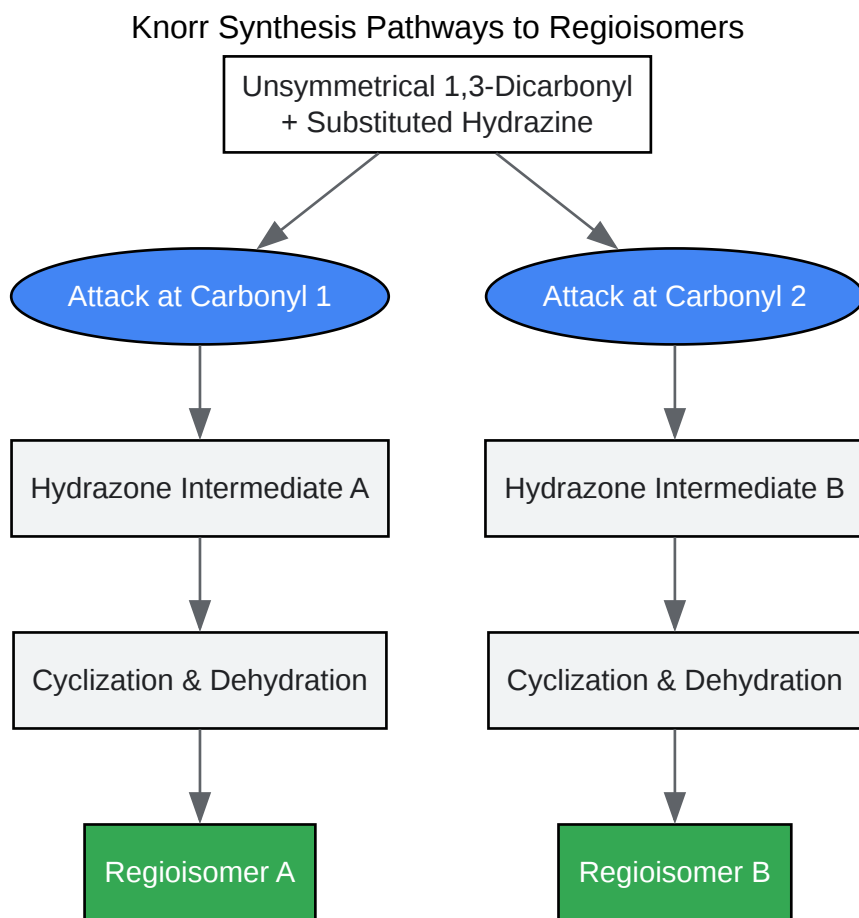 Knorr Synthesis Pathways to Regioisomers
Unsymmetrical 1,3-Dicarbonyl
+ Substituted Hydrazine
Attack at Carbonyl 1
Attack at Carbonyl 2
Hydrazone Intermediate A
Hydrazone Intermediate B
Cyclization & Dehydration
Cyclization & Dehydration
Regioisomer A
Regioisomer B